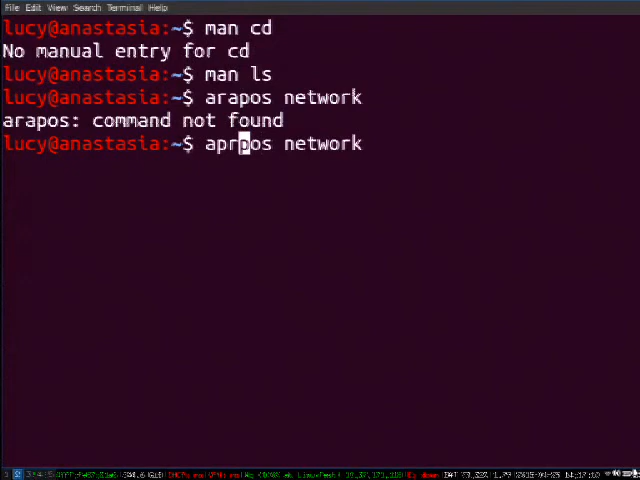 File Edit View Search Terminal Help
lucy@anastasia:~$ man cd
No manual entry for cd
lucy@anastasia:~$ man ls
lucy@anastasia:~$ arapos network
arapos: command not found
lucy@anastasia:~$ aprpos network